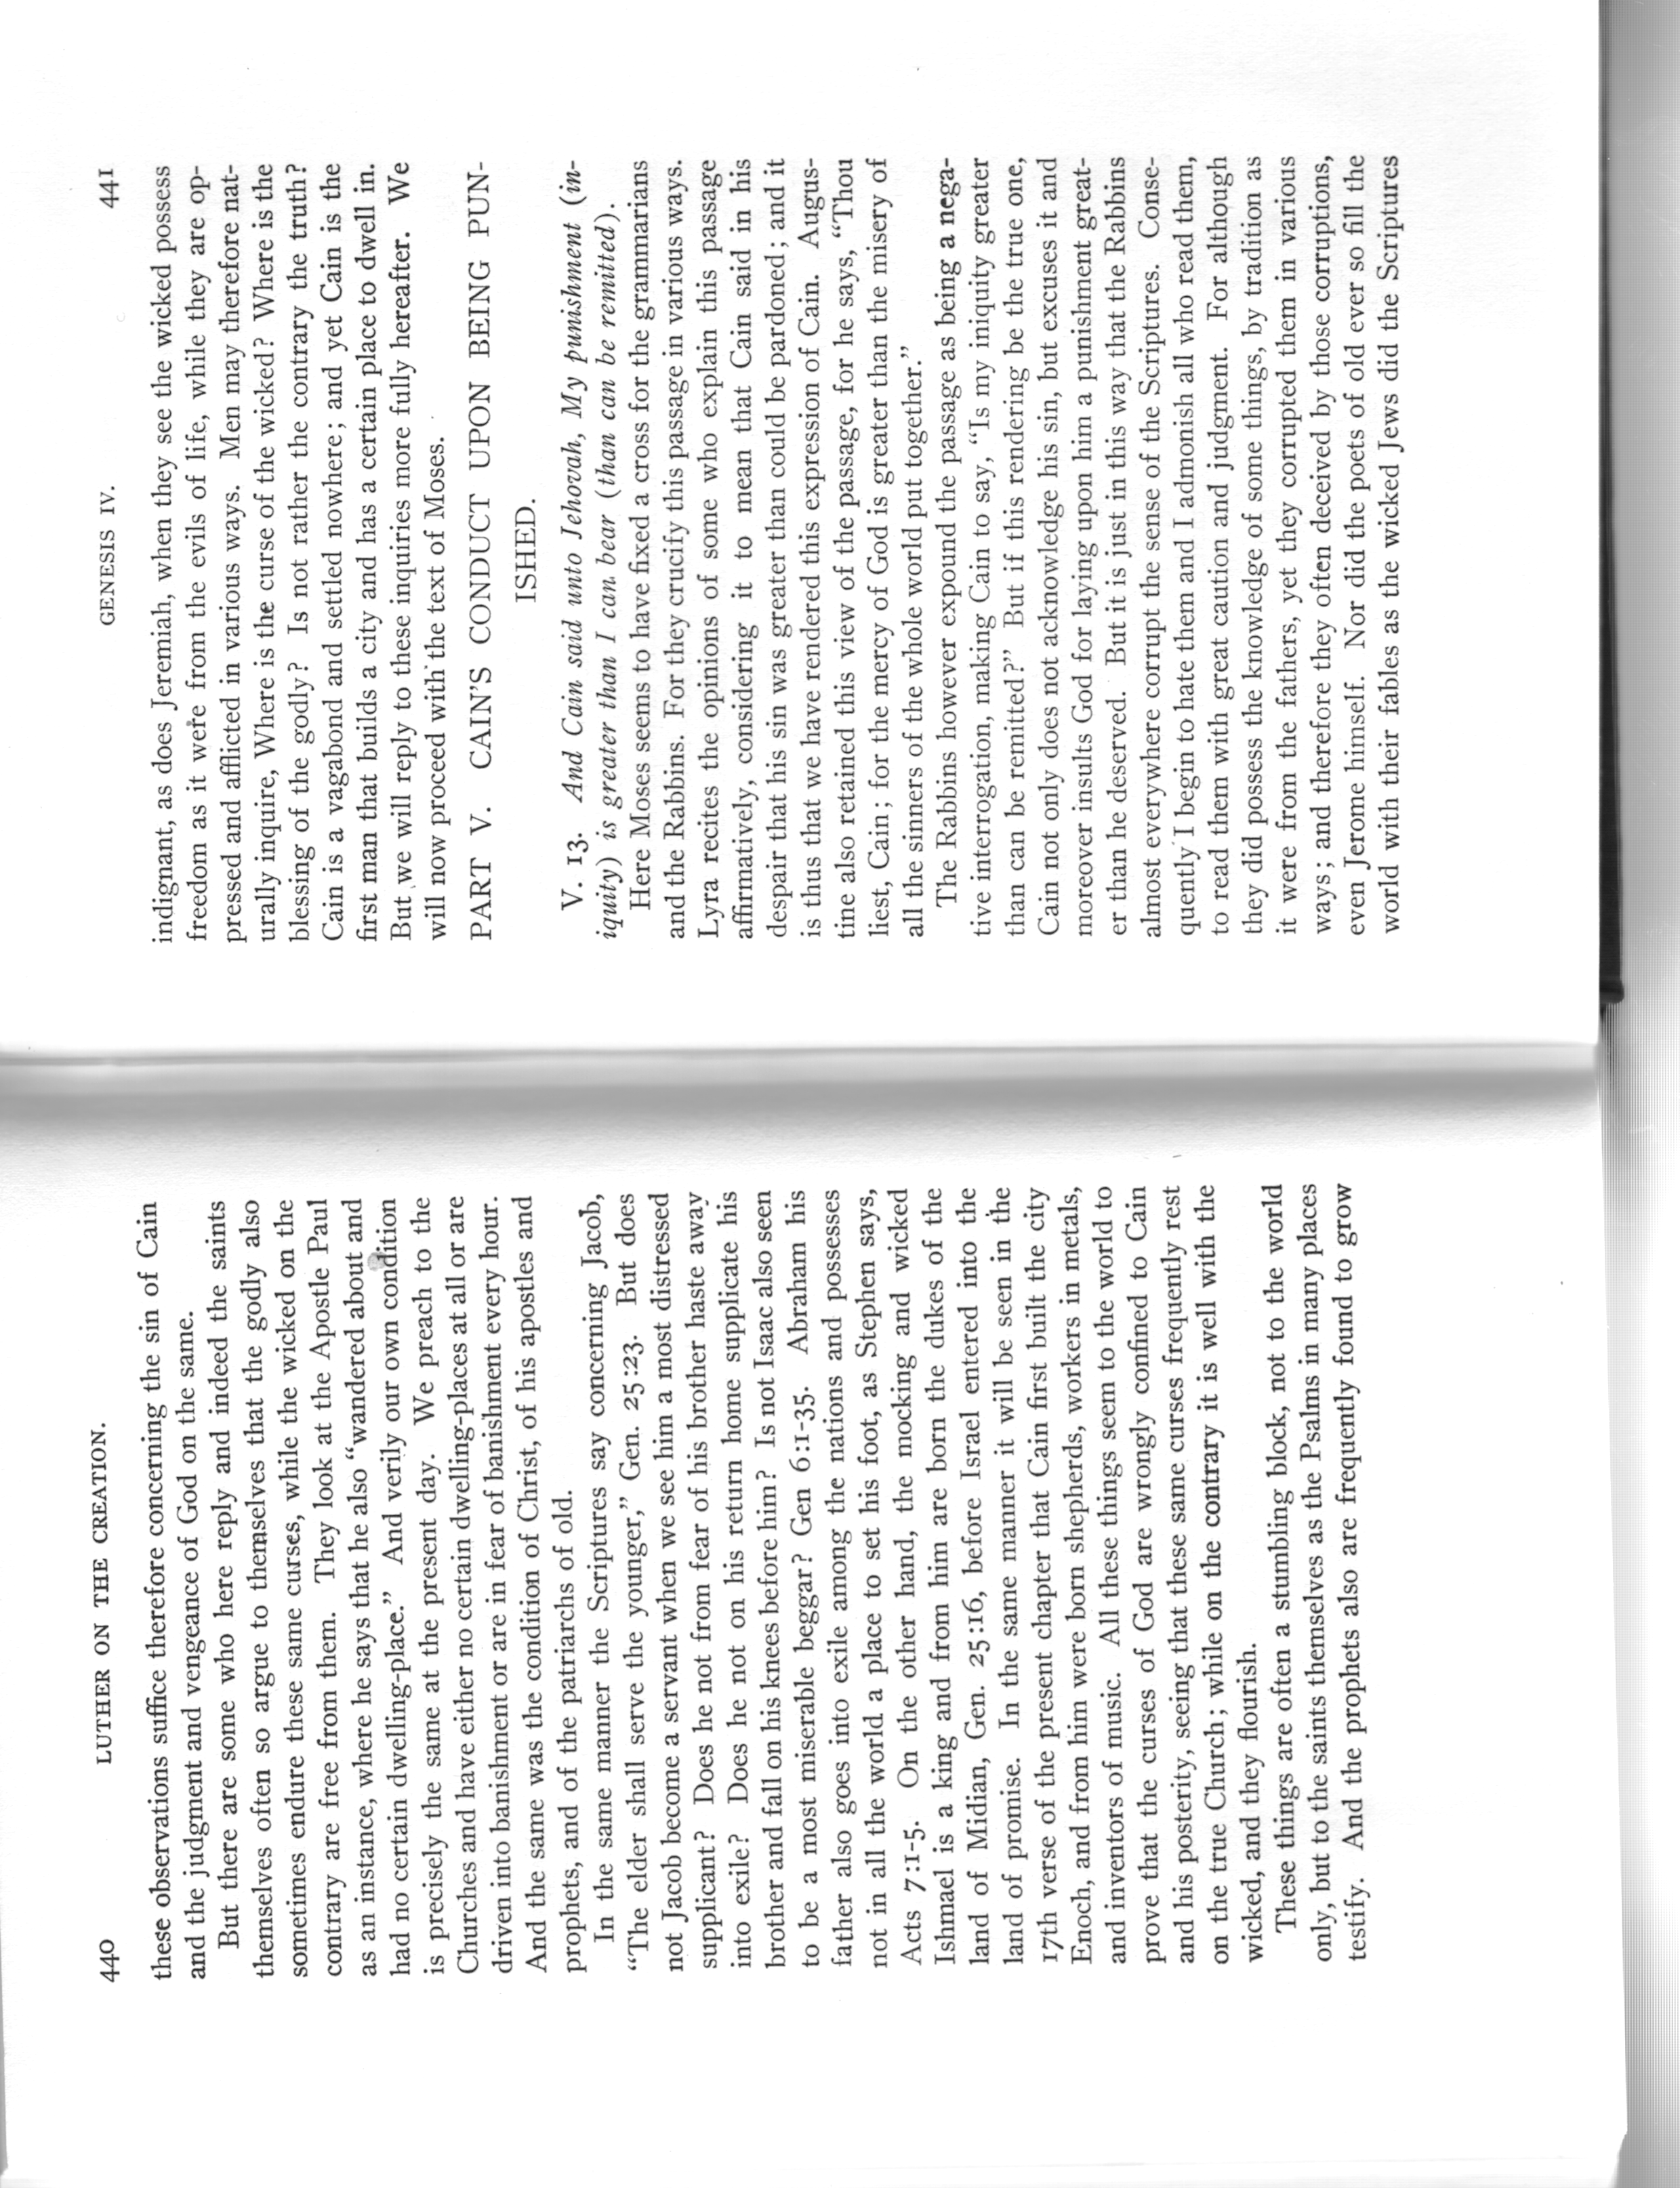 440 LUTHER ON THE CREATION.
these observations suffice therefore concerning the sin of Cain
and the judgment and vengeance of God on the same.
But there are some who here reply and indeed the saints
themselves often so argue to themselves that the godly also
sometimes endure these same curses, while the wicked on the
contrary are free from them. They look at the Apostle Paul
as an instance, where he says that he also “wandered about and
had no certain dwelling-place.” And verily our own condition
is precisely the same at the present day. We preach to the
Churches and have either no certain dwelling-places at all or are
driven into banishment or are in fear of banishment every hour.
And the same was the condition of Christ, of his apostles and
prophets, and of the patriarchs of old.
In the same manner the Scriptures say concerning Jacob,
“The elder shall serve the younger,” Gen. 25:23. But does
not Jacob become a servant when we see him a most distressed
supplicant? Does he not from fear of his brother haste away
into exile? Does he not on his return home supplicate his
brother and fall on his knees before him? Is not Isaac also seen
to be a most miserable beggar? Gen 6:1-35. Abraham his
father also goes into exile among the nations and possesses
not in all the world a place to set his foot, as Stephen says,
Acts 7:1-5. On the other hand, the mocking and wicked
Ishmael is a king and from him are born the dukes of the
land of Midian, Gen. 25:16, before Israel entered into the
land of promise. In the same manner it will be seen in the
17th verse of the present chapter that Cain first built the city
Enoch, and from him were born shepherds, workers in metals,
and inventors of music. All these things seem to the world to
prove that the curses of God are wrongly confined to Cain
and his posterity, seeing that these same curses frequently rest
on the true Church; while on the contrary it is well with the
wicked, and they flourish.
These things are often a stumbling block, not to the world
only, but to the saints themselves as the Psalms in many places
testify. And the prophets also are frequently found to grow
GENESIS IV. 441
indignant, as does Jeremiah, when they see the wicked possess
freedom as it were from the evils of life, while they are op-
pressed and afflicted in various ways. Men may therefore nat-
urally inquire, Where is the curse of the wicked? Where is the
blessing of the godly? Is not rather the contrary the truth?
Cain is a vagabond and settled nowhere; and yet Cain is the
first man that builds a city and has a certain place to dwell in.
But we will reply to these inquiries more fully hereafter. We
will now proceed with the text of Moses.
PART V. CAIN'S CONDUCT UPON BEING PUN-
ISHED.
V. 13. And Cain said unto Jehovah, My punishment (in-
iquity) is greater than I can bear (than can be remitted).
Here Moses seems to have fixed a cross for the grammarians
and the Rabbins. For they crucify this passage in various ways.
Lyra recites the opinions of some who explain this passage
affirmatively, considering it to mean that Cain said in his
despair that his sin was greater than could be pardoned; and it
is thus that we have rendered this expression of Cain. Augus-
tine also retained this view of the passage, for he says, “Thou
liest, Cain; for the mercy of God is greater than the misery of
all the sinners of the whole world put together.”
The Rabbins however expound the passage as being a nega-
tive interrogation, making Cain to say, “Is my iniquity greater
than can be remitted?” But if this rendering be the true one,
Cain not only does not acknowledge his sin, but excuses it and
moreover insults God for laying upon him a punishment great-
er than he deserved. But it is just in this way that the Rabbins
almost everywhere corrupt the sense of the Scriptures. Conse-
quently I begin to hate them and I admonish all who read them,
to read them with great caution and judgment. For although
they did possess the knowledge of some things, by tradition as
it were from the fathers, yet they corrupted them in various
ways; and therefore they often deceived by those corruptions,
even Jerome himself. Nor did the poets of old ever so fill the
world with their fables as the wicked Jews did the Scriptures